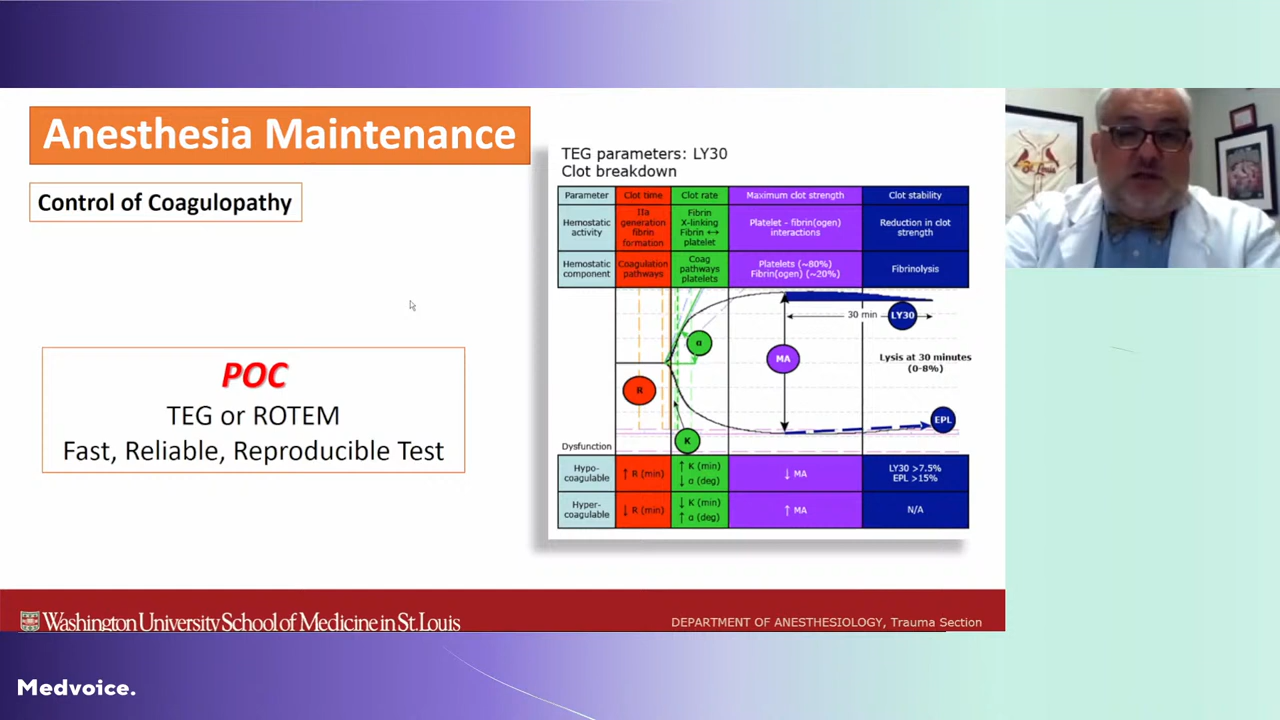 Anesthesia Maintenance
Control of Coagulopathy
POC
TEG or ROTEM
Fast, Reliable, Reproducible Test
TEG parameters: LY30
Clot breakdown
Parameter
Clot time
Clot rate
Maximum clot strength
Clot stability
Hemostatic
activity
IIa
generation
fibrin
formation
Fibrin
X-linking
Fibrin ↔
platelet
Platelet - fibrin(ogen)
interactions
Reduction in clot
strength
Hemostatic
component
Coagulation
pathways
Coag
pathways
platelets
Platelets (~80%)
Fibrin(ogen) (~20%)
Fibrinolysis
30 min
LY30
α
MA
Lysis at 30 minutes
(0-8%)
R
EPL
K
Dysfunction
Hypo-
coagulable
↑ R (min)
↑ K (min)
↓ α (deg)
↓ MA
LY30 >7.5%
EPL >15%
Hyper-
coagulable
↓ R (min)
↓ K (min)
↑ α (deg)
↑ MA
N/A
Washington University School of Medicine in St. Louis
DEPARTMENT OF ANESTHESIOLOGY, Trauma Section
Medvoice.